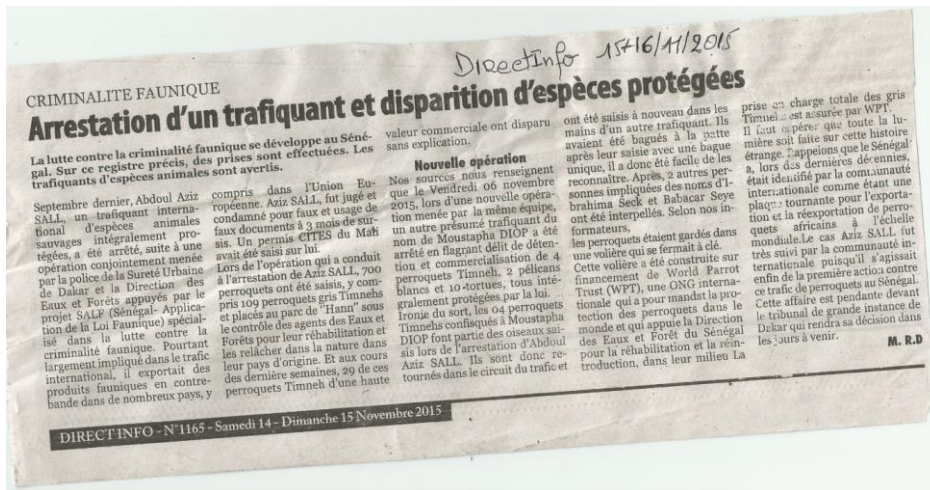 DIRectInfo 15+16/11/2015
CRIMINALITE FAUNIQUE
Arrestation d'un trafiquant et disparition d'espèces protégées
La lutte contre la criminalité faunique se développe au Séné-
gal. Sur ce registre précis, des prises sont effectuées. Les
trafiquants d'espèces animales sont avertis.
Septembre dernier, Abdoul Aziz
SALL, un trafiquant interna-
tional d'espèces animales
sauvages intégralement pro-
tégées, a été arrêté, suite à une
opération conjointement menée
par la police de la Sureté Urbaine
de Dakar et la Direction des
Eaux et Forêts appuyés par le
projet SALF (Sénégal- Applica-
tion de la Loi Faunique) spécial-
isé dans la lutte contre la
criminalité faunique. Pourtant
largement impliqué dans le trafic
international, il exportait des
produits fauniques en contre-
bande dans de nombreux pays, y
compris dans l'Union Eu-
ropéenne. Aziz SALL, fut jugé et
condamné pour faux et usage de
faux documents à 3 mois de sur-
sis. Un permis CITES du Mali
avait été saisi sur lui.
Lors de l'opération qui a conduit
à l'arrestation de Aziz SALL, 700
perroquets ont été saisis, y com-
pris 109 perroquets gris Timnehs
et placés au parc de "Hann" sous
le contrôle des agents des Eaux et
Forêts pour leur réhabilitation et
les relâcher dans la nature dans
leur pays d'origine. Et aux cours
des dernière semaines, 29 de ces
perroquets Timneh d'une haute
valeur commerciale ont disparu
sans explication.
Nouvelle opération
Nos sources nous renseignent
que le Vendredi 06 novembre
2015, lors d'une nouvelle opéra-
tion menée par la même équipe,
un autre présumé trafiquant du
nom de Moustapha DIOP a été
arrêté en flagrant délit de déten-
tion et commercialisation de 4
perroquets Timneh, 2 pélicans
blancs et 10-tortues, tous inté-
gralement protégées par la loi.
Ironie du sort, les 04 perroquets
Timnehs confisqués à Moustapha
DIOP font partie des oiseaux sai-
sis lors de l'arrestation d'Abdoul
Aziz SALL. Ils sont donc re-
tournés dans le circuit du trafic et
ont été saisis à nouveau dans les
mains d'un autre trafiquant. Ils
avaient été bagués à la patte
après leur saisie avec une bague
unique, il a donc été facile de les
reconnaître. Après, 2 autres per-
sonnes impliquées des noms d'I-
brahima Seck et Babacar Seye
ont été interpellés. Selon nos in-
formateurs,
les perroquets étaient gardés dans
une volière qui se fermait à clé.
Cette volière a été construite sur
financement de World Parrot
Trust (WPT), une ONG interna-
tionale qui a pour mandat la pro-
tection des perroquets dans le
monde et qui appuie la Direction
des Eaux et Forêt du Sénégal
pour la réhabilitation et la réin-
troduction, dans leur milieu La
prise en charge totale des gris
Timnehs est assurée par WPT.
Il faut espérer que toute la lu-
mière soit faite sur cette histoire
étrange. Rappeions que le Sénégal
a, lors des dernières décennies,
était identifié par la communauté
internationale comme étant une
plaque tournante pour l'exporta-
tion et la réexportation de perro-
quets africains à l'échelle
mondiale.Le cas Aziz SALL fut
très suivi par la communauté in-
ternationale puisqu'il s'agissait
enfin de la première action contre
ce trafic de perroquets au Sénégal.
Cette affaire est pendante devant
le tribunal de grande instance de
Dakar qui rendra sa décision dans
les jours à venir.
M. R.D
DIRECT INFO - N°1165 - Samedi 14 - Dimanche 15 Novembre 2015